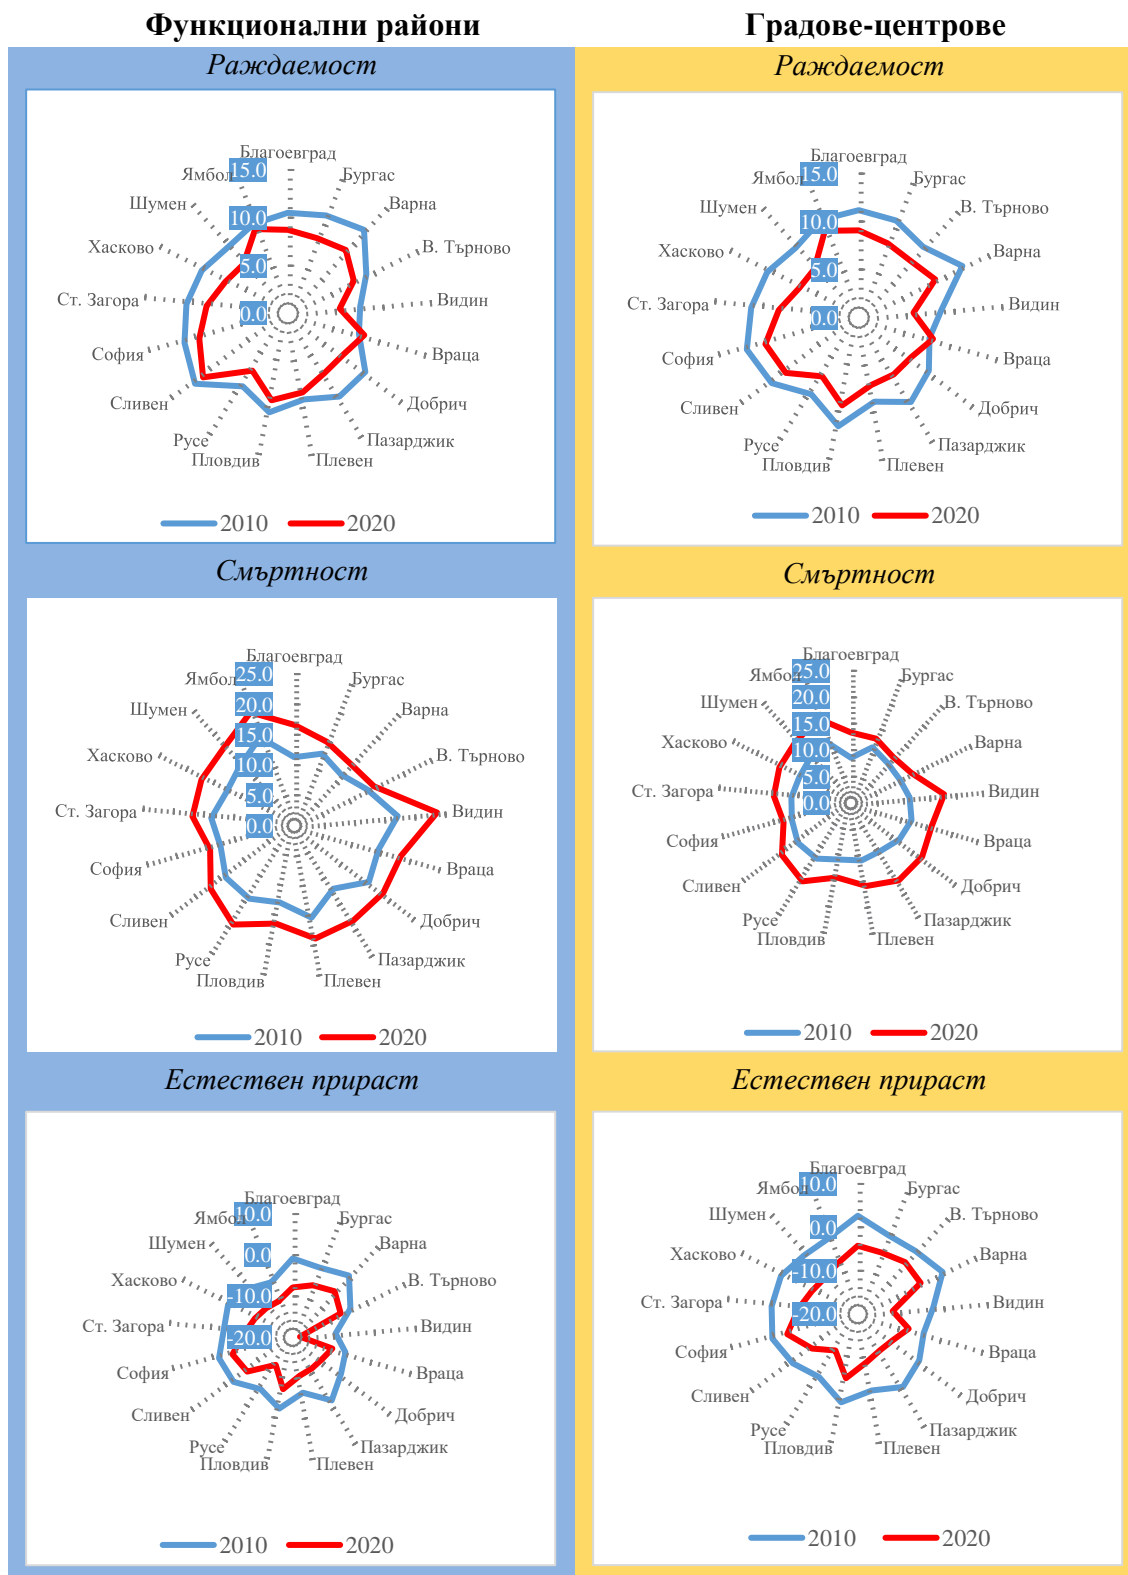 Функционални райони
Градове-центрове
Раждаемост
Благоевград
Бургас
Варна
В. Търново
Видин
Враца
Добрич
Пазарджик
Плевен
Пловдив
Русе
Сливен
София
Ст. Загора
Хасково
Шумен
Ямбол
15.0
10.0
5.0
0.0
2010
2020
Раждаемост
Благоевград
Бургас
В. Търново
Варна
Видин
Враца
Добрич
Пазарджик
Плевен
Пловдив
Русе
Сливен
София
Ст. Загора
Хасково
Шумен
Ямбол
15.0
10.0
5.0
0.0
2010
2020
Смъртност
Благоевград
Бургас
Варна
В. Търново
Видин
Враца
Добрич
Пазарджик
Плевен
Пловдив
Русе
Сливен
София
Ст. Загора
Хасково
Шумен
Ямбол
25.0
20.0
15.0
10.0
5.0
0.0
2010
2020
Смъртност
Благоевград
Бургас
В. Търново
Варна
Видин
Враца
Добрич
Пазарджик
Плевен
Пловдив
Русе
Сливен
София
Ст. Загора
Хасково
Шумен
Ямбол
25.0
20.0
15.0
10.0
5.0
0.0
2010
2020
Естествен прираст
Благоевград
Бургас
Варна
В. Търново
Видин
Враца
Добрич
Пазарджик
Плевен
Пловдив
Русе
Сливен
София
Ст. Загора
Хасково
Шумен
Ямбол
10.0
0.0
-10.0
-20.0
2010
2020
Естествен прираст
Благоевград
Бургас
В. Търново
Варна
Видин
Враца
Добрич
Пазарджик
Плевен
Пловдив
Русе
Сливен
София
Ст. Загора
Хасково
Шумен
Ямбол
10.0
0.0
-10.0
-20.0
2010
2020